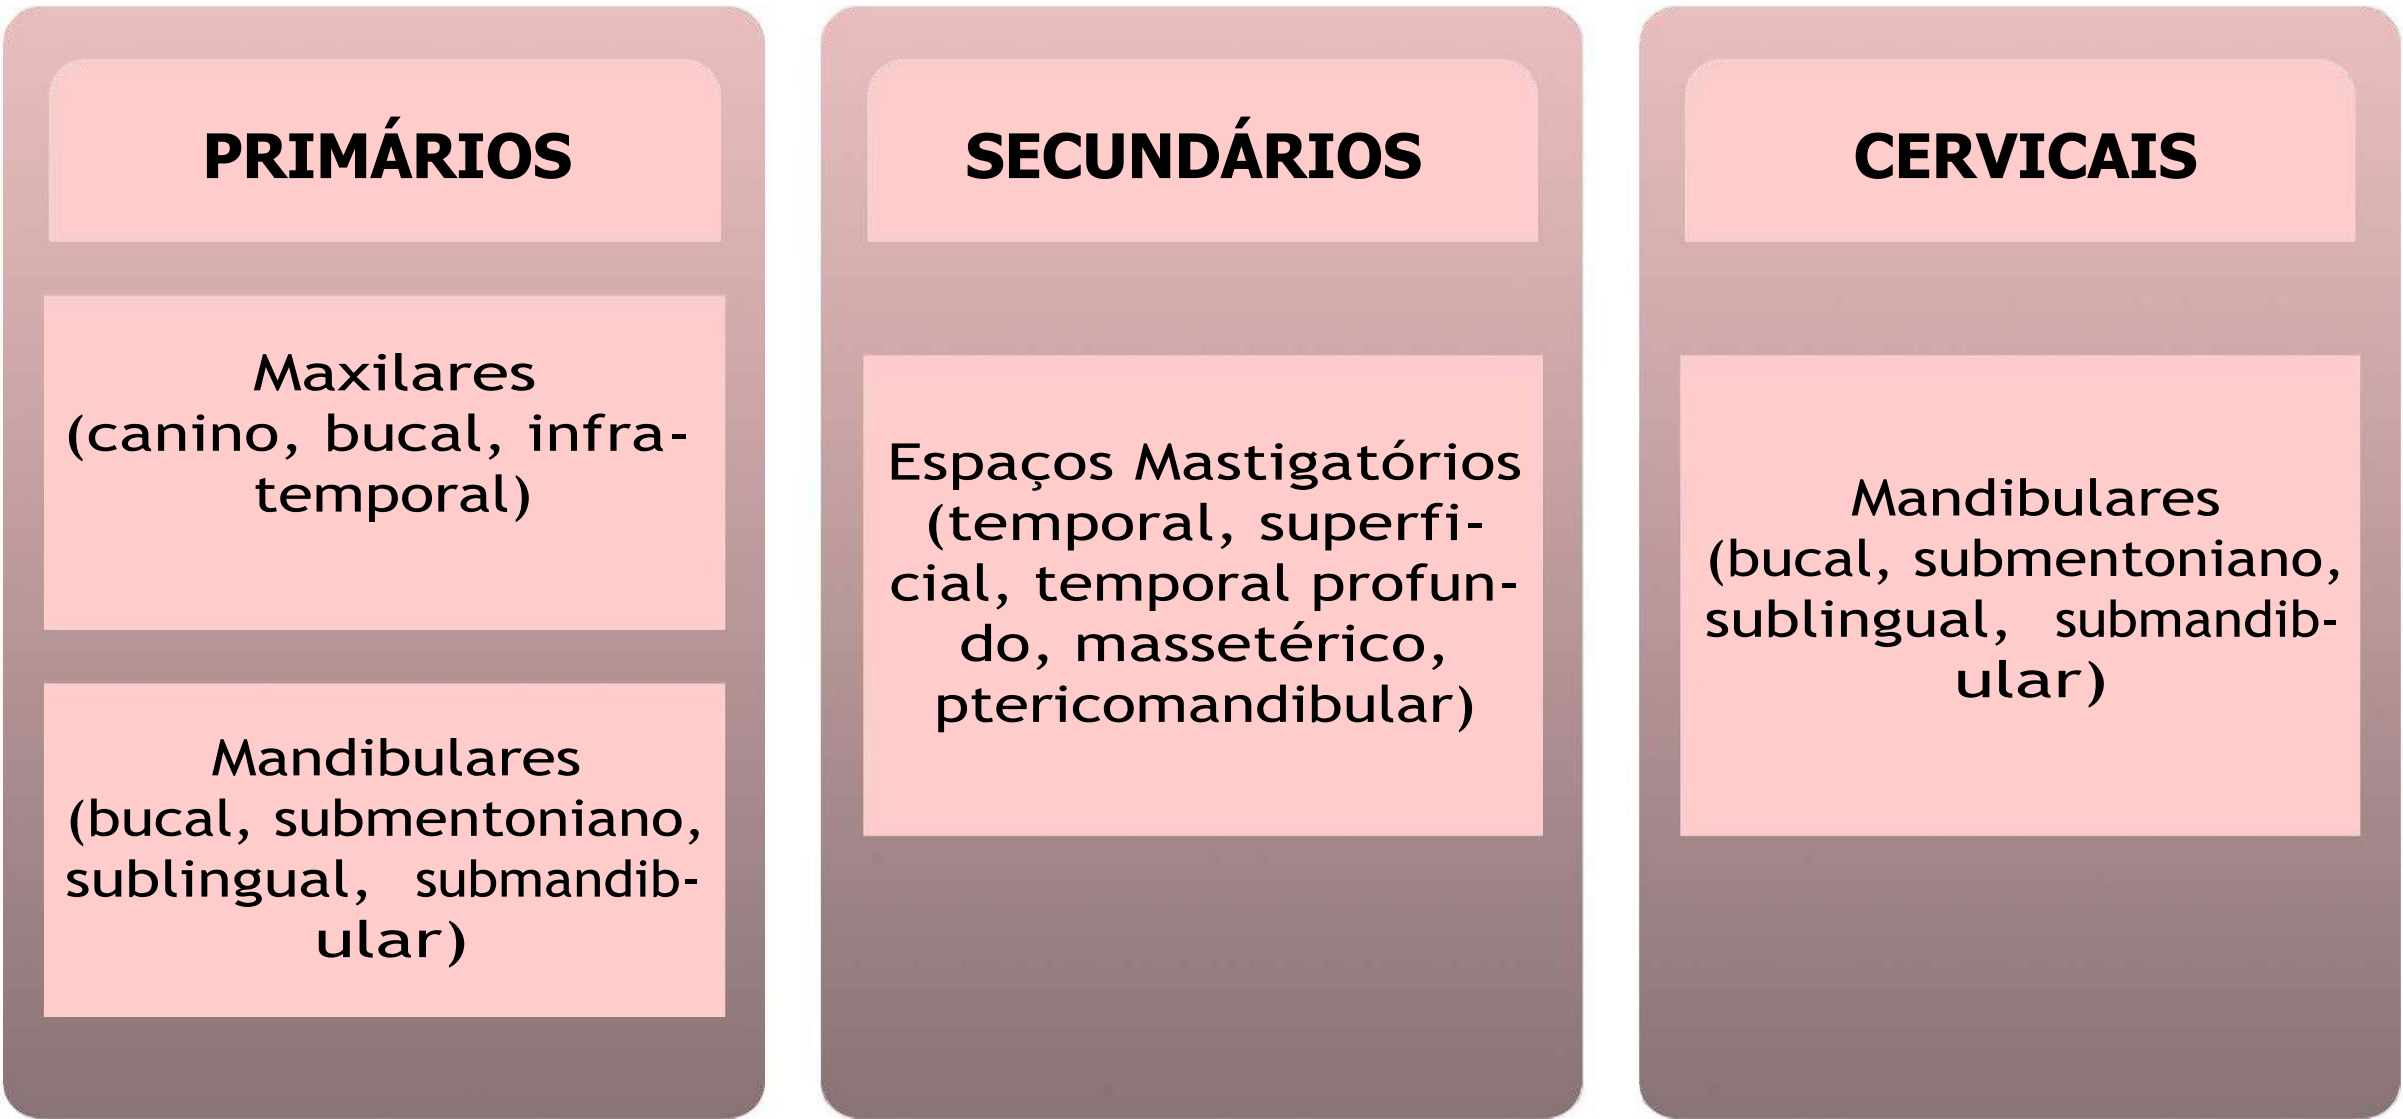 PRIMÁRIOS
Maxilares
(canino, bucal, infra-
temporal)
Mandibulares
(bucal, submentoniano,
sublingual, submandib-
ular)
SECUNDÁRIOS
Espaços Mastigatórios
(temporal, superfi-
cial, temporal profun-
do, massetérico,
ptericomandibular)
CERVICAIS
Mandibulares
(bucal, submentoniano,
sublingual, submandib-
ular)